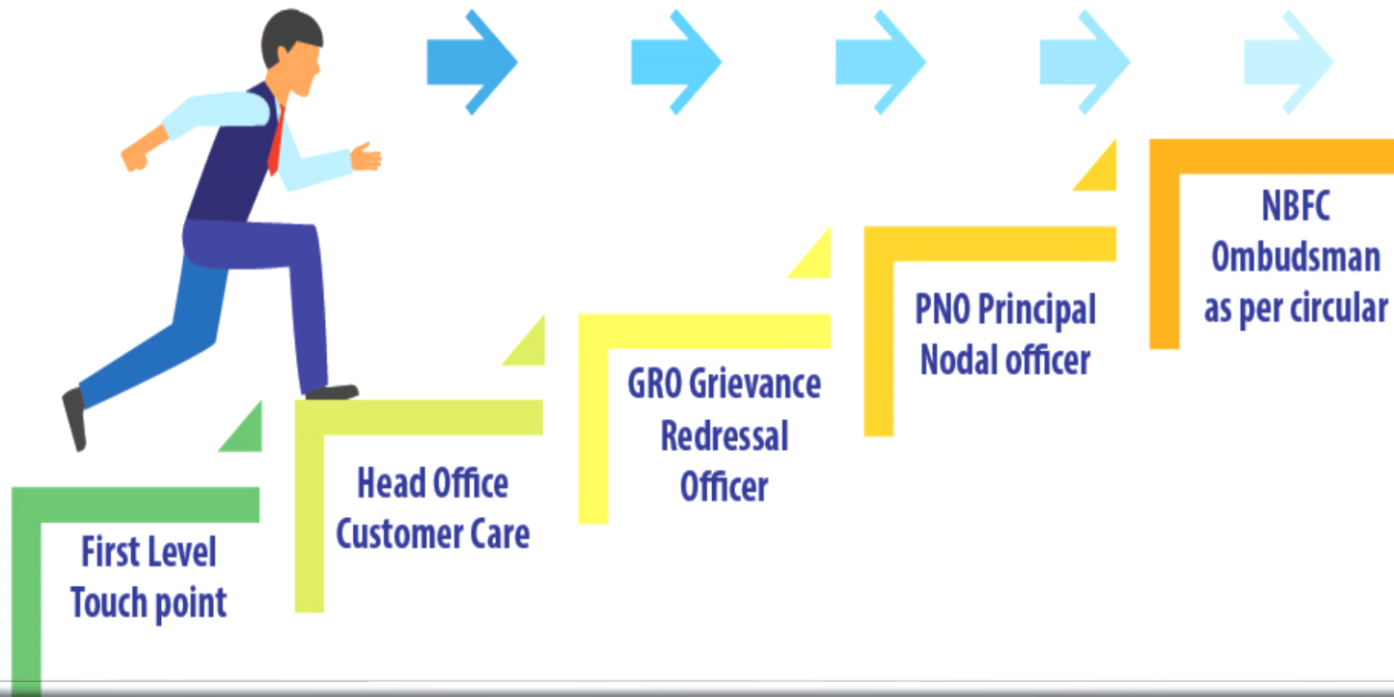 First Level
Touch point
Head Office
Customer Care
GRO Grievance
Redressal
Officer
PNO Principal
Nodal officer
NBFC
Ombudsman
as per circular